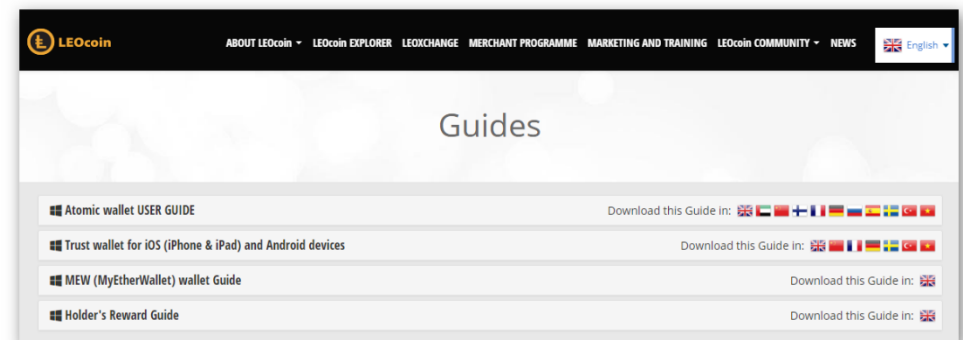 LEOcoin ABOUT LEOcoin LEOcoin EXPLORER LEOXCHANGE MERCHANT PROGRAMME MARKETING AND TRAINING LEOcoin COMMUNITY NEWS English
Guides
Atomic wallet USER GUIDE Download this Guide in:
Trust wallet for iOS (iPhone & iPad) and Android devices Download this Guide in:
MEW (MyEtherWallet) wallet Guide Download this Guide in:
Holder's Reward Guide Download this Guide in: